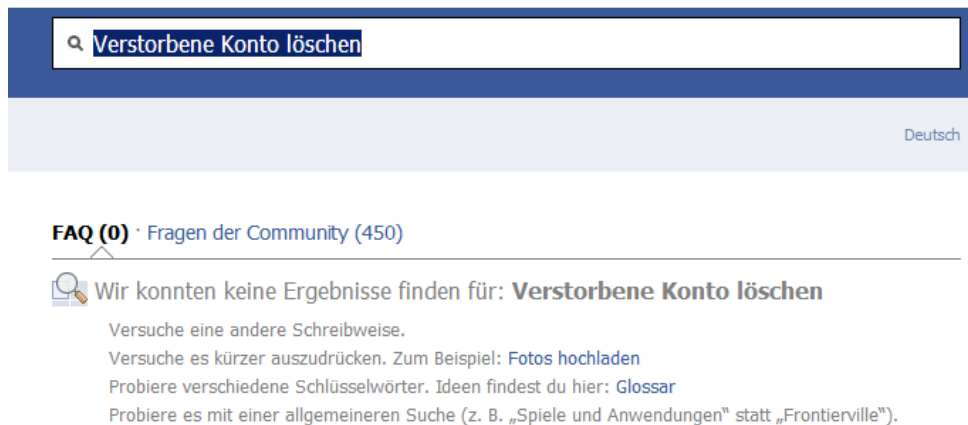 Verstorbene Konto löschen
Deutsch
FAQ (0) · Fragen der Community (450)
Wir konnten keine Ergebnisse finden für: Verstorbene Konto löschen
Versuche eine andere Schreibweise.
Versuche es kürzer auszudrücken. Zum Beispiel: Fotos hochladen
Probiere verschiedene Schlüsselwörter. Ideen findest du hier: Glossar
Probiere es mit einer allgemeineren Suche (z. B. „Spiele und Anwendungen“ statt „Frontierville“).